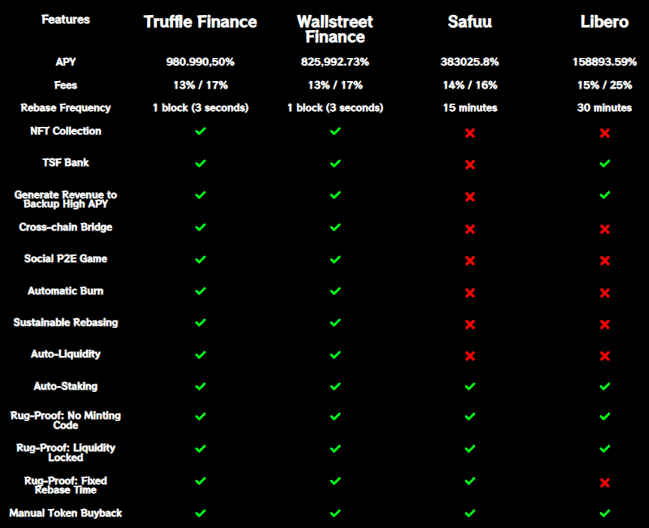 Features Truffle Finance Wallstreet Finance Safuu Libero
APY 980.990,50% 825,992.73% 383025.8% 158893.59%
Fees 13% / 17% 13% / 17% 14% / 16% 15% / 25%
Rebase Frequency 1 block (3 seconds) 1 block (3 seconds) 15 minutes 30 minutes
NFT Collection
TSF Bank
Generate Revenue to
Backup High APY
Cross-chain Bridge
Social P2E Game
Automatic Burn
Sustainable Rebasing
Auto-Liquidity
Auto-Staking
Rug-Proof: No Minting
Code
Rug-Proof: Liquidity
Locked
Rug-Proof: Fixed
Rebase Time
Manual Token Buyback